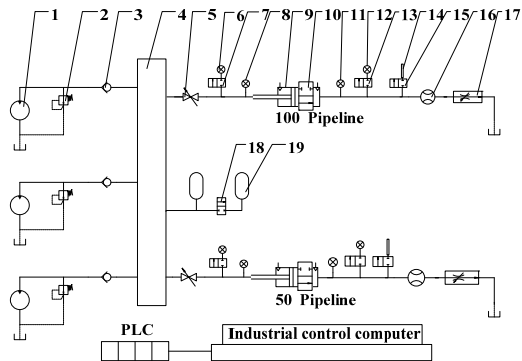 1 2 3 4 5 6 7 8 9 10 11 12 13 14 15 16 17
100 Pipeline
18 19
50 Pipeline
PLC
Industrial control computer